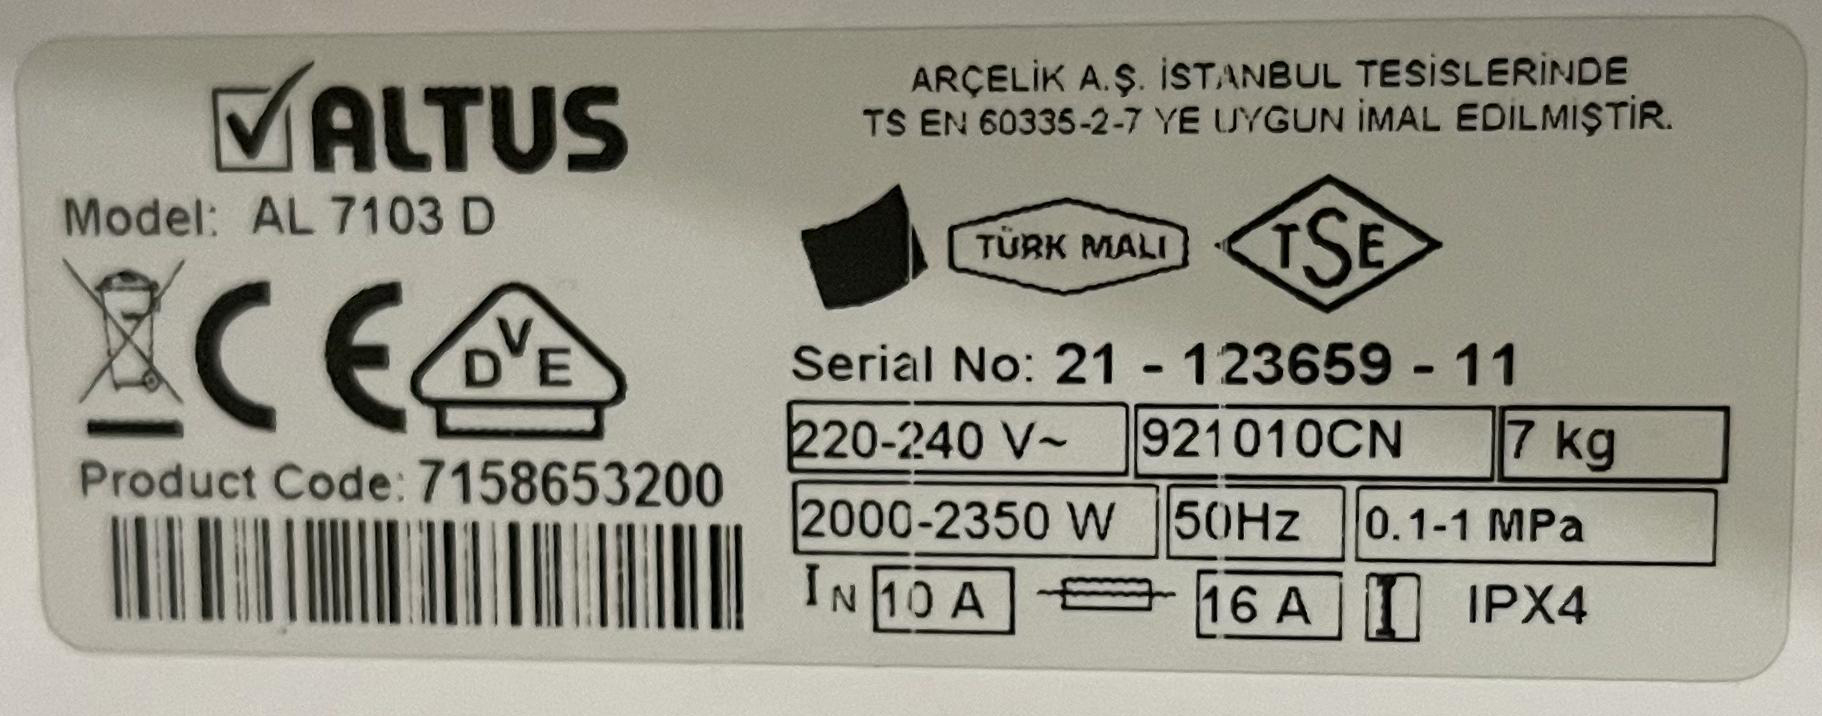 ALTUS
Model: AL 7103 D
CE
DVE
Product Code: 7158653200
ARÇELİK A.Ş. İSTANBUL TESİSLERİNDE
TS EN 60335-2-7 YE UYGUN İMAL EDİLMİŞTİR.
TÜRK MALI
TSE
Serial No: 21 - 123659 - 11
220-240 V~ 921010CN 7 kg
2000-2350 W 50Hz 0.1-1 MPa
IN 10 A 16 A I IPX4